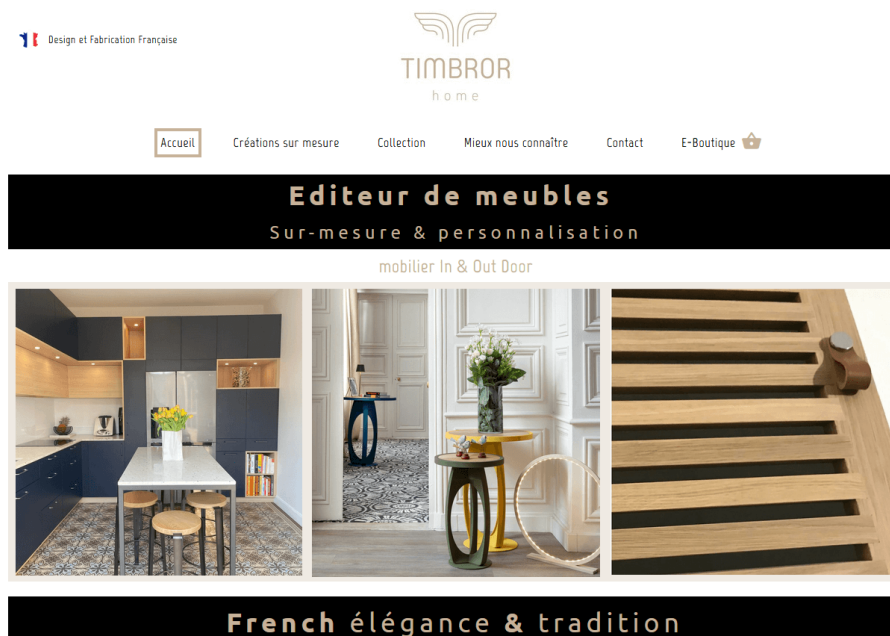 Design et Fabrication Française
TIMBROR
home
Accueil
Créations sur mesure
Collection
Mieux nous connaître
Contact
E-Boutique
Editeur de meubles
Sur-mesure & personnalisation
mobilier In & Out Door
French élégance & tradition